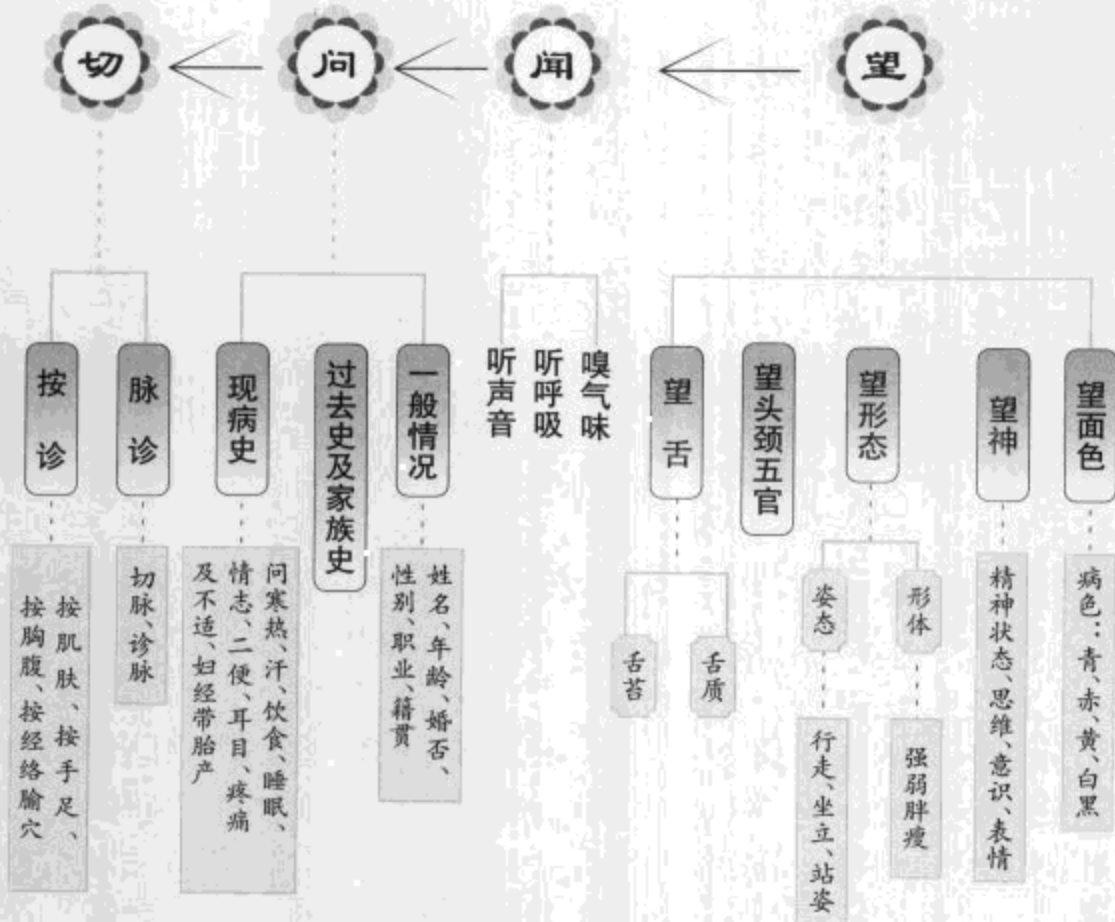 望
闻
问
切
望面色
病色：青、赤、黄、白黑
望神
精神状态、思维、意识、表情
望形态
形体
强弱胖瘦
姿态
行走、坐立、站姿
望头颈五官
望舌
舌质
舌苔
嗅气味
听呼吸
听声音
一般情况
姓名、年龄、婚否、
性别、职业、籍贯
过去史及家族史
现病史
问寒热、汗、饮食、睡眠、
情志、二便、耳目、疼痛
及不适、妇经带胎产
脉诊
切脉、诊脉
按诊
按肌肤、按手足、
按胸腹、按经络腧穴